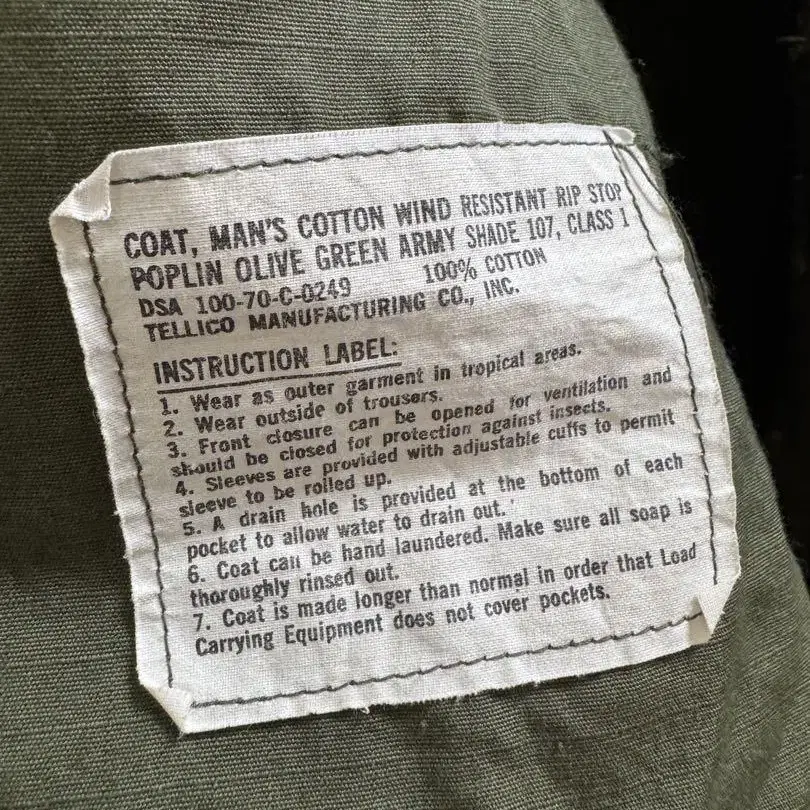 COAT, MAN'S COTTON WIND RESISTANT RIP STOP
POPLIN OLIVE GREEN ARMY SHADE 107, CLASS 1
DSA 100-70-C-0249 100% COTTON
TELLICO MANUFACTURING CO., INC.
INSTRUCTION LABEL:
1. Wear as outer garment in tropical areas.
2. Wear outside of trousers.
3. Front closure can be opened for ventilation and
should be closed for protection against insects.
4. Sleeves are provided with adjustable cuffs to permit
sleeve to be rolled up.
5. A drain hole is provided at the bottom of each
pocket to allow water to drain out.
6. Coat can be hand laundered. Make sure all soap is
thoroughly rinsed out.
7. Coat is made longer than normal in order that Load
Carrying Equipment does not cover pockets.